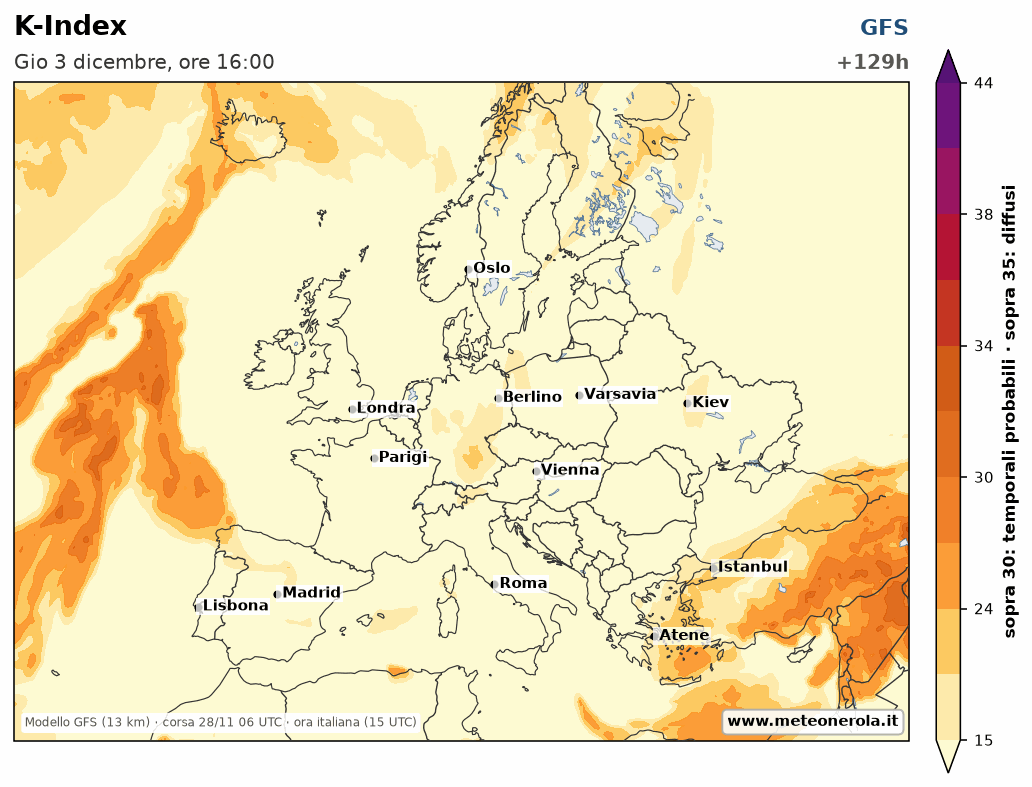 K-Index
GFS
Gio 3 dicembre, ore 16:00
+129h
Oslo
Berlino
Varsavia
Kiev
Londra
Parigi
Vienna
Istanbul
Roma
Madrid
Lisbona
Atene
Modello GFS (13 km) · corsa 28/11 06 UTC · ora italiana (15 UTC)
www.meteonerola.it
44
38
34
30
24
15
sopra 30: temporali probabili · sopra 35: diffusi